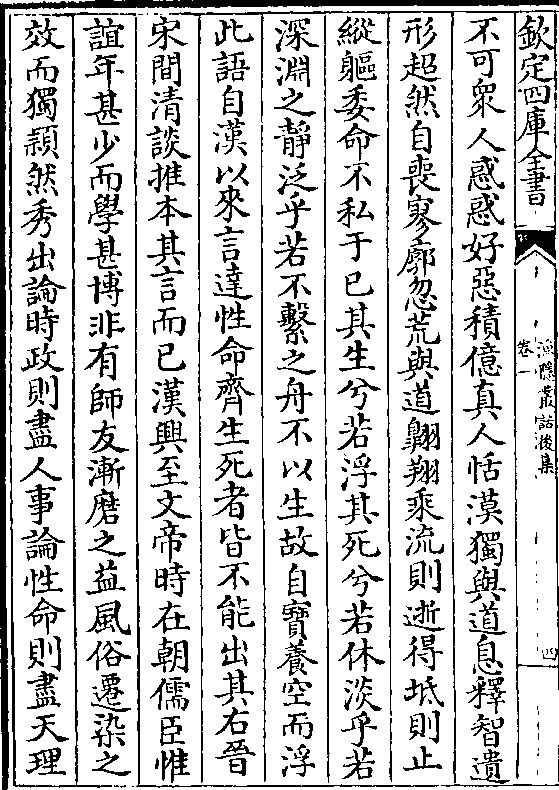 欽定四庫全書
漁隱叢話後集
卷一
四
不可衆人惑惑好惡積億真人恬漠獨與道息釋智遺
形超然自喪寥廓忽荒與道翺翔乘流則逝得坻則止
縱軀委命不私于已其生兮若浮其死兮若休淡乎若
深淵之靜泛乎若不繫之舟不以生故自寳養空而浮
此語自漢以來言達性命齊生死者皆不能出其右晉
宋間清談推本其言而已漢興至文帝時在朝儒臣惟
誼年甚少而學甚博非有師友漸磨之益風俗遷染之
效而獨頴然秀出論時政則盡人事論性命則盡天理